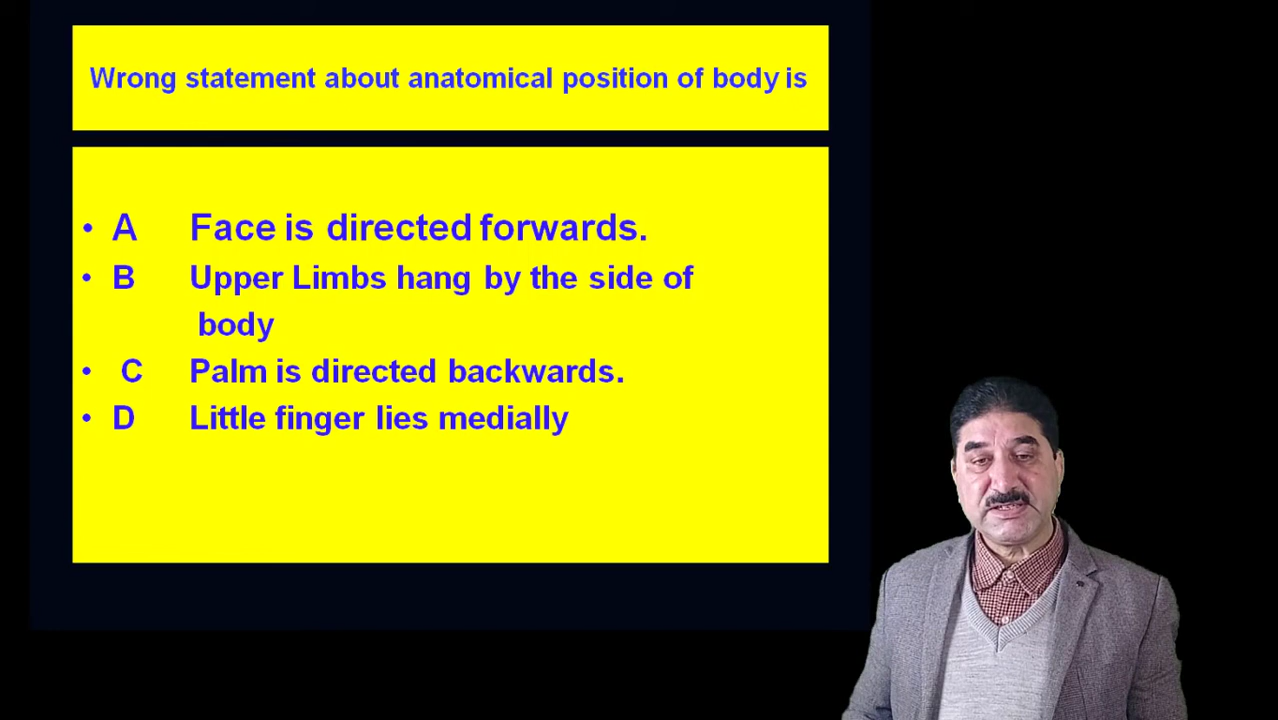 Wrong statement about anatomical position of body is
• A Face is directed forwards.
• B Upper Limbs hang by the side of
body
• C Palm is directed backwards.
• D Little finger lies medially